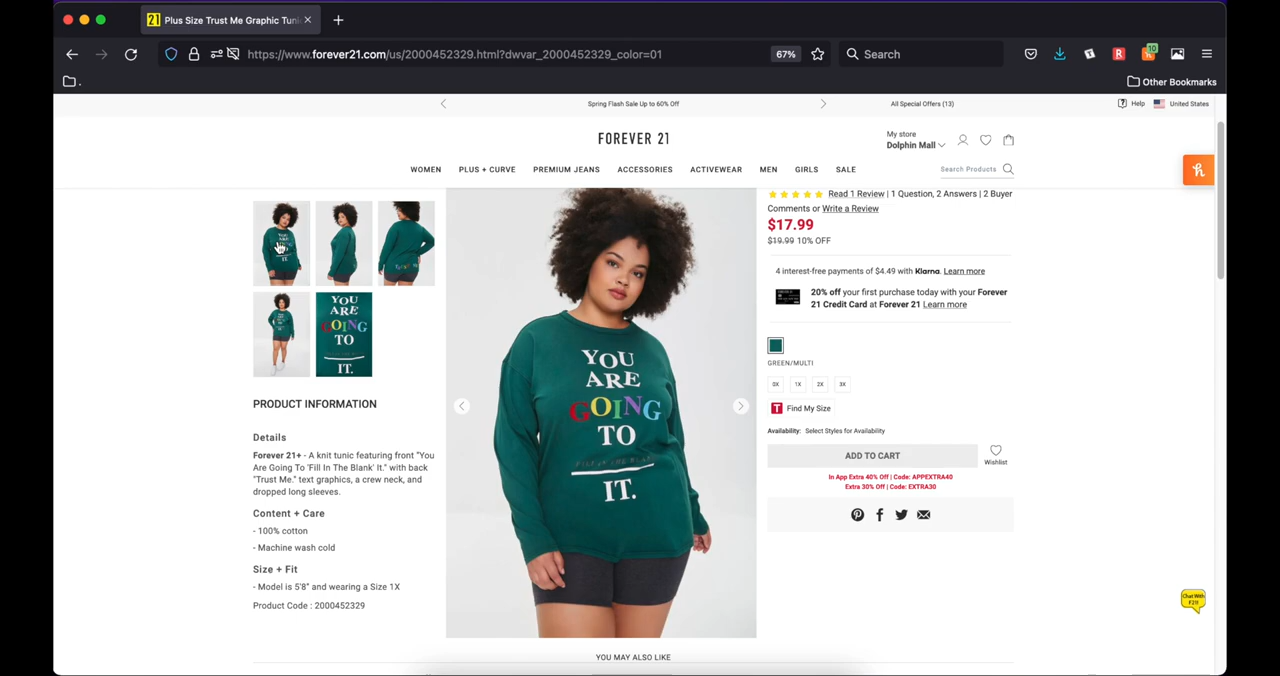 21 Plus Size Trust Me Graphic Tuni
https://www.forever21.com/us/2000452329.html?dwvar_2000452329_color=01
67%
Search
R
10
.
Other Bookmarks
Spring Flash Sale Up to 60% Off
All Special Offers (13)
Help
United States
FOREVER 21
My store
Dolphin Mall
WOMEN PLUS + CURVE PREMIUM JEANS ACCESSORIES ACTIVEWEAR MEN GIRLS SALE
Search Products
Read 1 Review | 1 Question, 2 Answers | 2 Buyer
Comments or Write a Review
$17.99
$19.99 10% OFF
4 interest-free payments of $4.49 with Klarna. Learn more
20% off your first purchase today with your Forever
21 Credit Card at Forever 21 Learn more
GREEN/MULTI
0X 1X 2X 3X
T Find My Size
Availability: Select Styles for Availability
ADD TO CART
Wishlist
In App Extra 40% Off | Code: APPEXTRA40
Extra 30% Off | Code: EXTRA30
YOU
ARE
GOING
TO
FILL IN THE BLANK
IT.
YOU
ARE
GOING
TO
IT.
PRODUCT INFORMATION
Details
Forever 21+ - A knit tunic featuring front "You
Are Going To 'Fill In The Blank' It." with back
"Trust Me." text graphics, a crew neck, and
dropped long sleeves.
Content + Care
- 100% cotton
- Machine wash cold
Size + Fit
- Model is 5'8" and wearing a Size 1X
Product Code : 2000452329
Chat With
F21!
YOU MAY ALSO LIKE